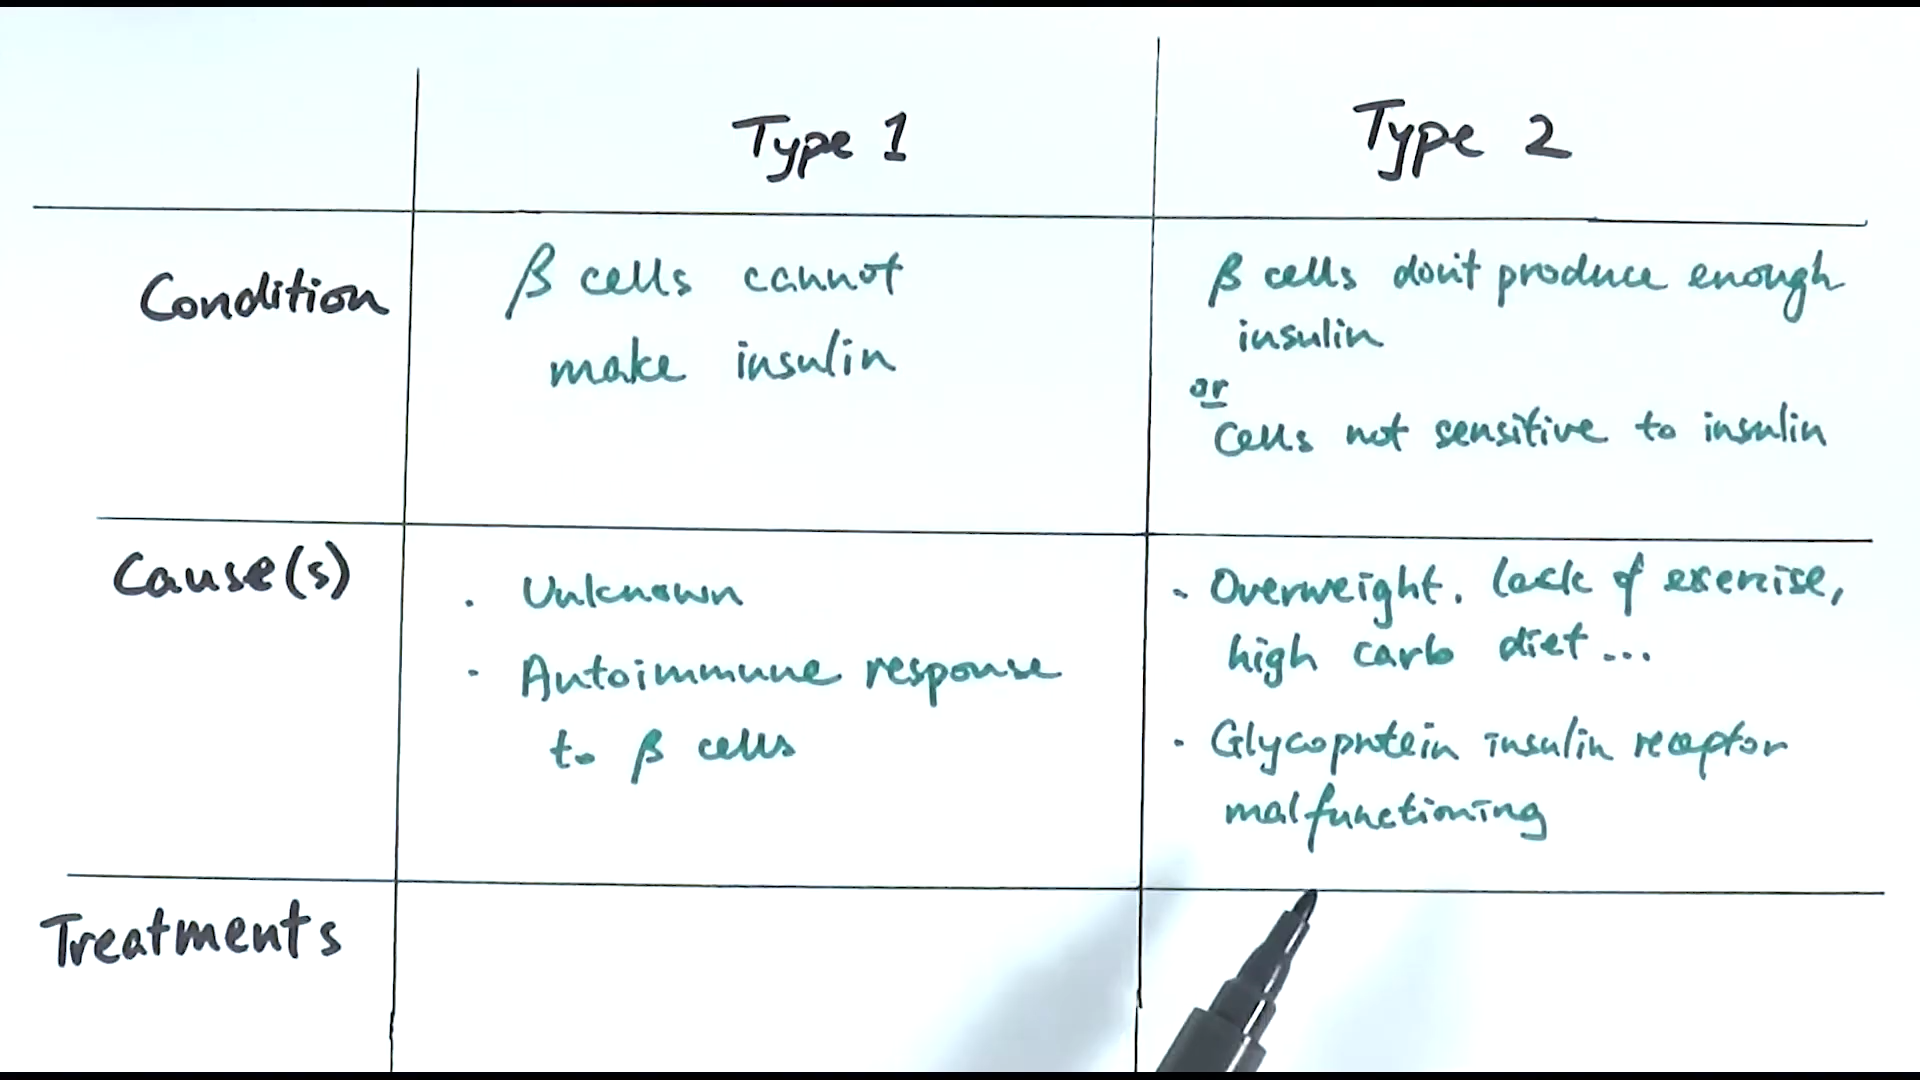 Type 1
Type 2
Condition
β cells cannot
make insulin
β cells don't produce enough
insulin
or
cells not sensitive to insulin
Cause(s)
· Unknown
· Autoimmune response
to β cells
· Overweight. lack of exercise,
high carb diet...
· Glycoprotein insulin receptor
malfunctioning
Treatments